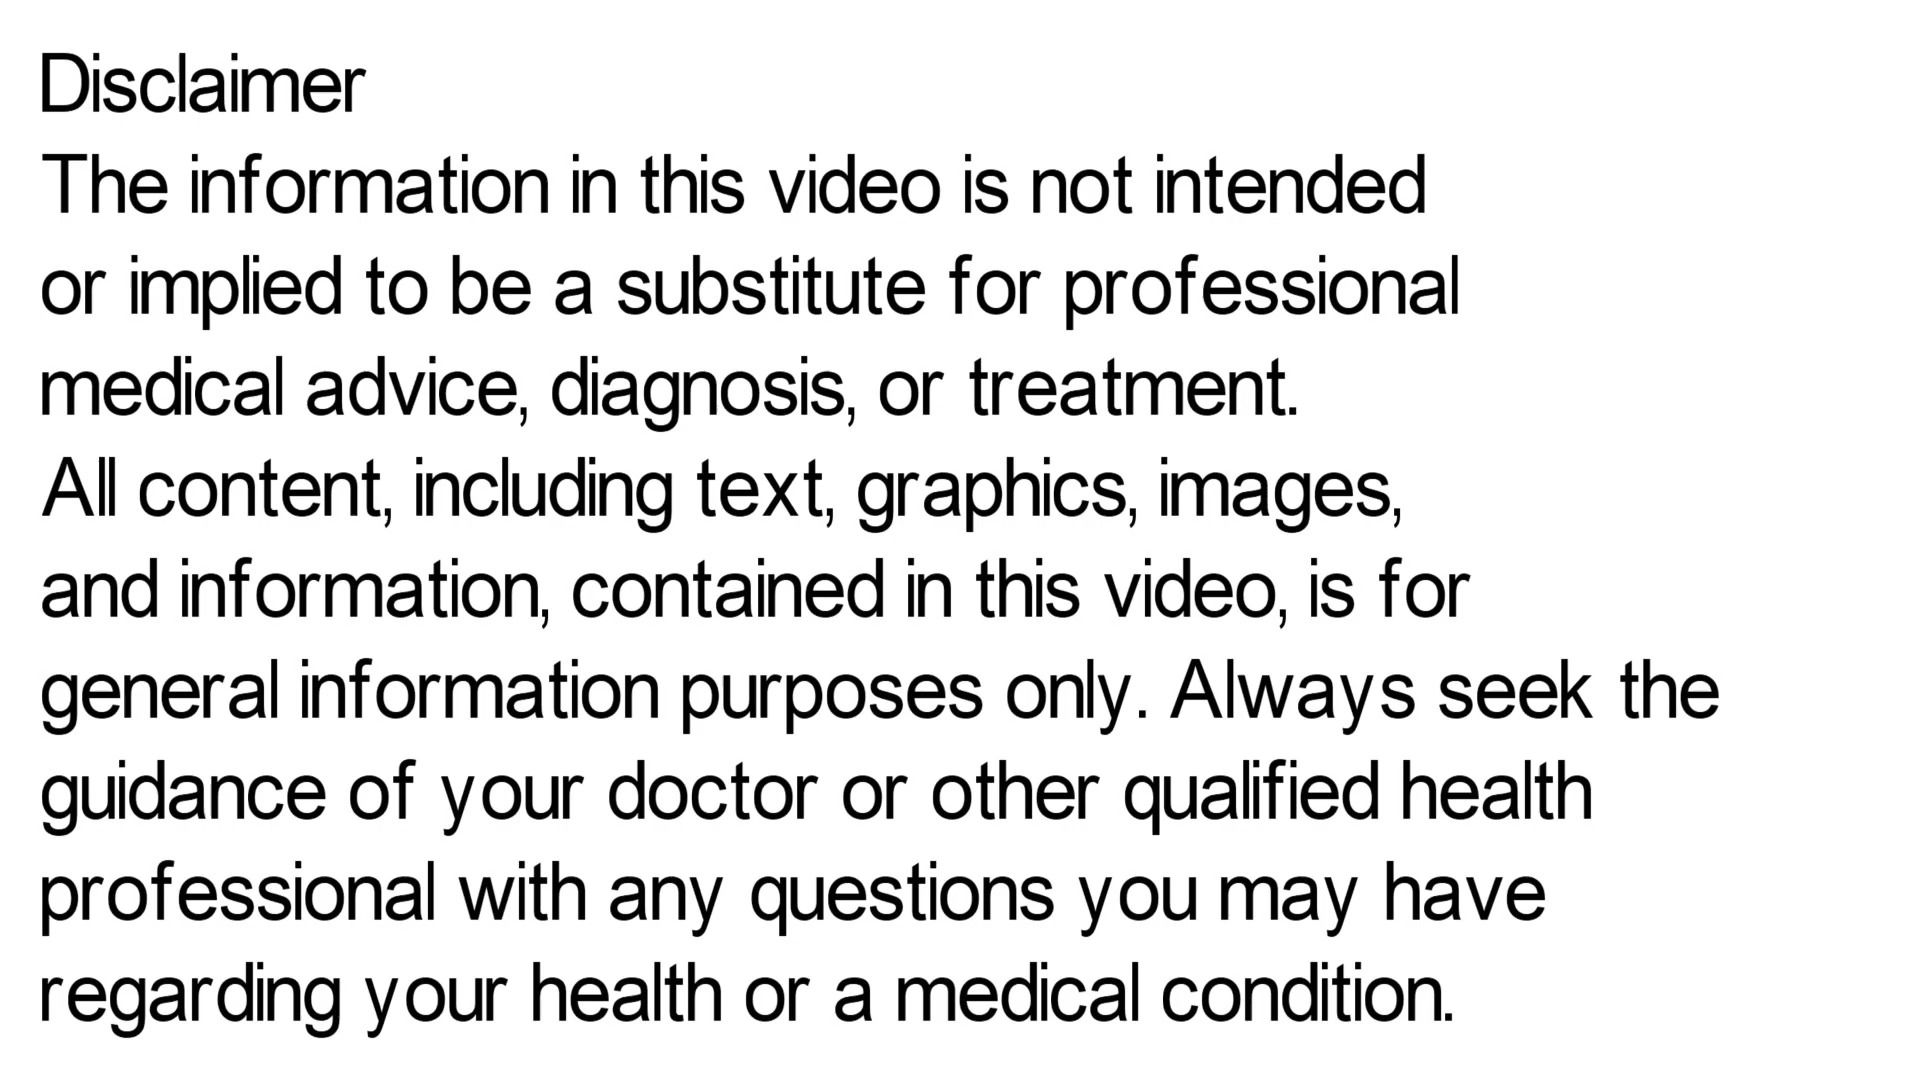 Disclaimer
The information in this video is not intended
or implied to be a substitute for professional
medical advice, diagnosis, or treatment.
All content, including text, graphics, images,
and information, contained in this video, is for
general information purposes only. Always seek the
guidance of your doctor or other qualified health
professional with any questions you may have
regarding your health or a medical condition.